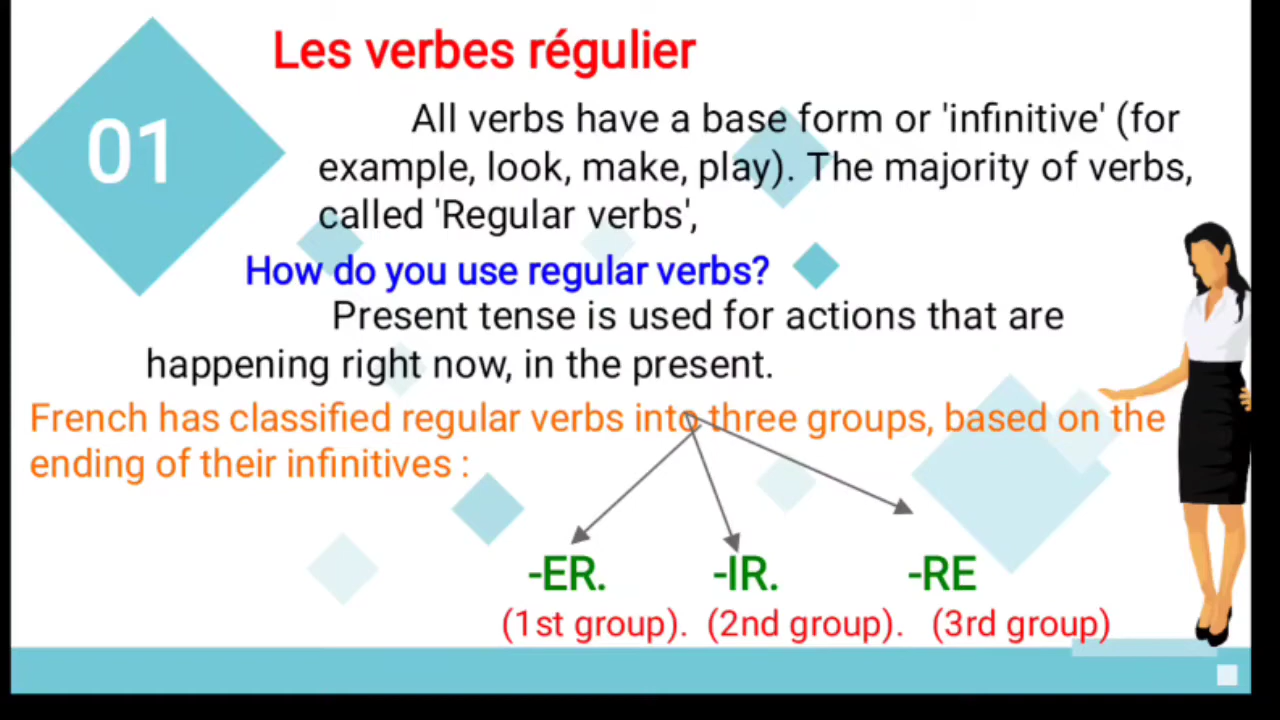 01
Les verbes régulier
All verbs have a base form or 'infinitive' (for
example, look, make, play). The majority of verbs,
called 'Regular verbs',
How do you use regular verbs?
Present tense is used for actions that are
happening right now, in the present.
French has classified regular verbs into three groups, based on the
ending of their infinitives :
-ER. -IR. -RE
(1st group). (2nd group). (3rd group)